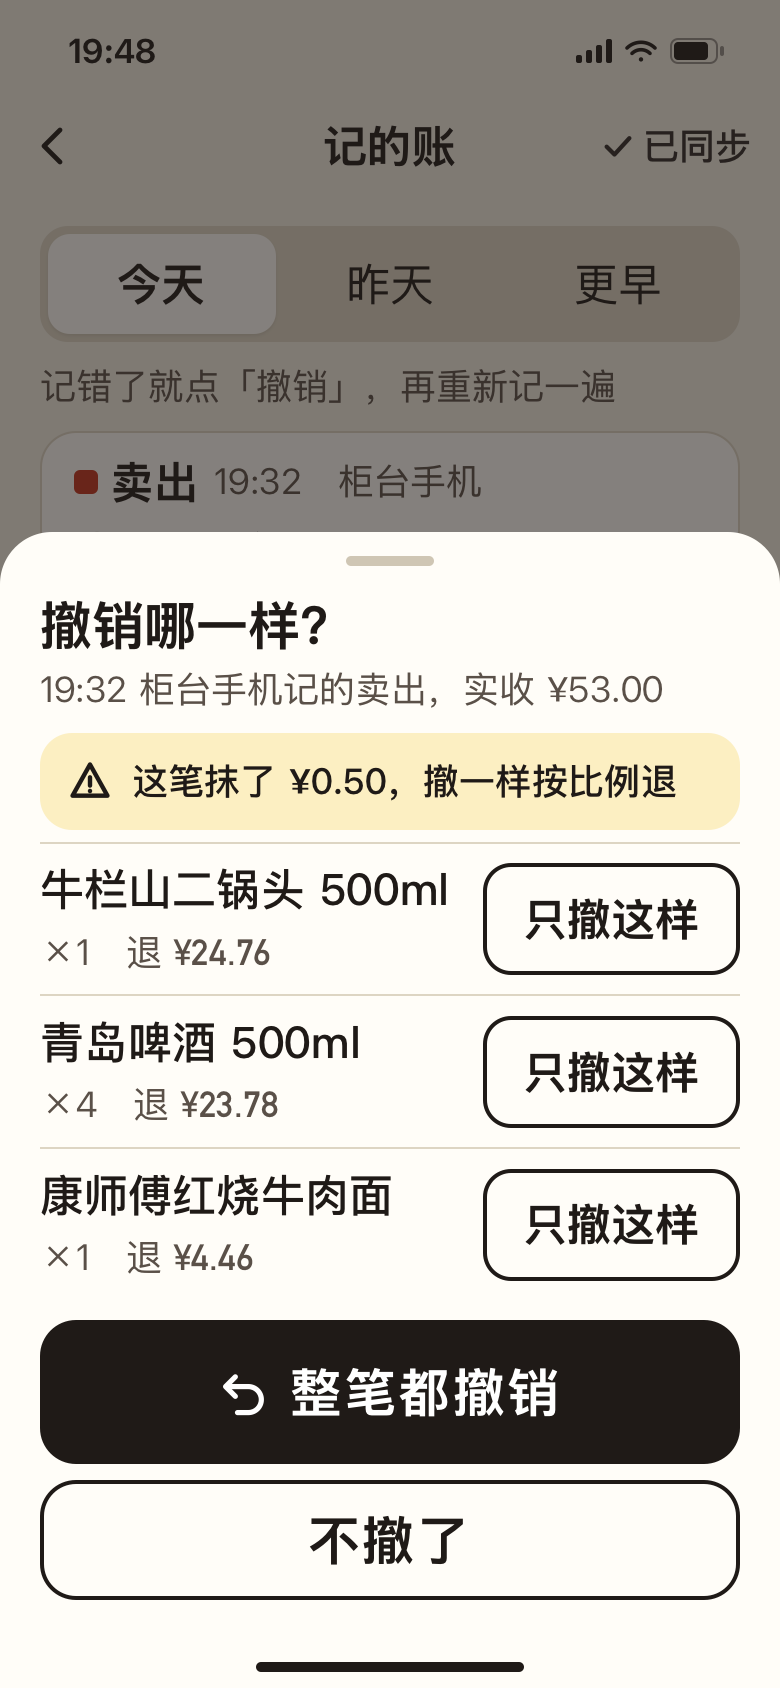 19:48
记的账
已同步
今天 昨天 更早
记错了就点「撤销」，再重新记一遍
卖出 19:32 柜台手机
撤销哪一样?
19:32 柜台手机记的卖出，实收 ¥53.00
这笔抹了 ¥0.50，撤一样按比例退
牛栏山二锅头 500ml
×1 退 ¥24.76
只撤这样
青岛啤酒 500ml
×4 退 ¥23.78
只撤这样
康师傅红烧牛肉面
×1 退 ¥4.46
只撤这样
整笔都撤销
不撤了